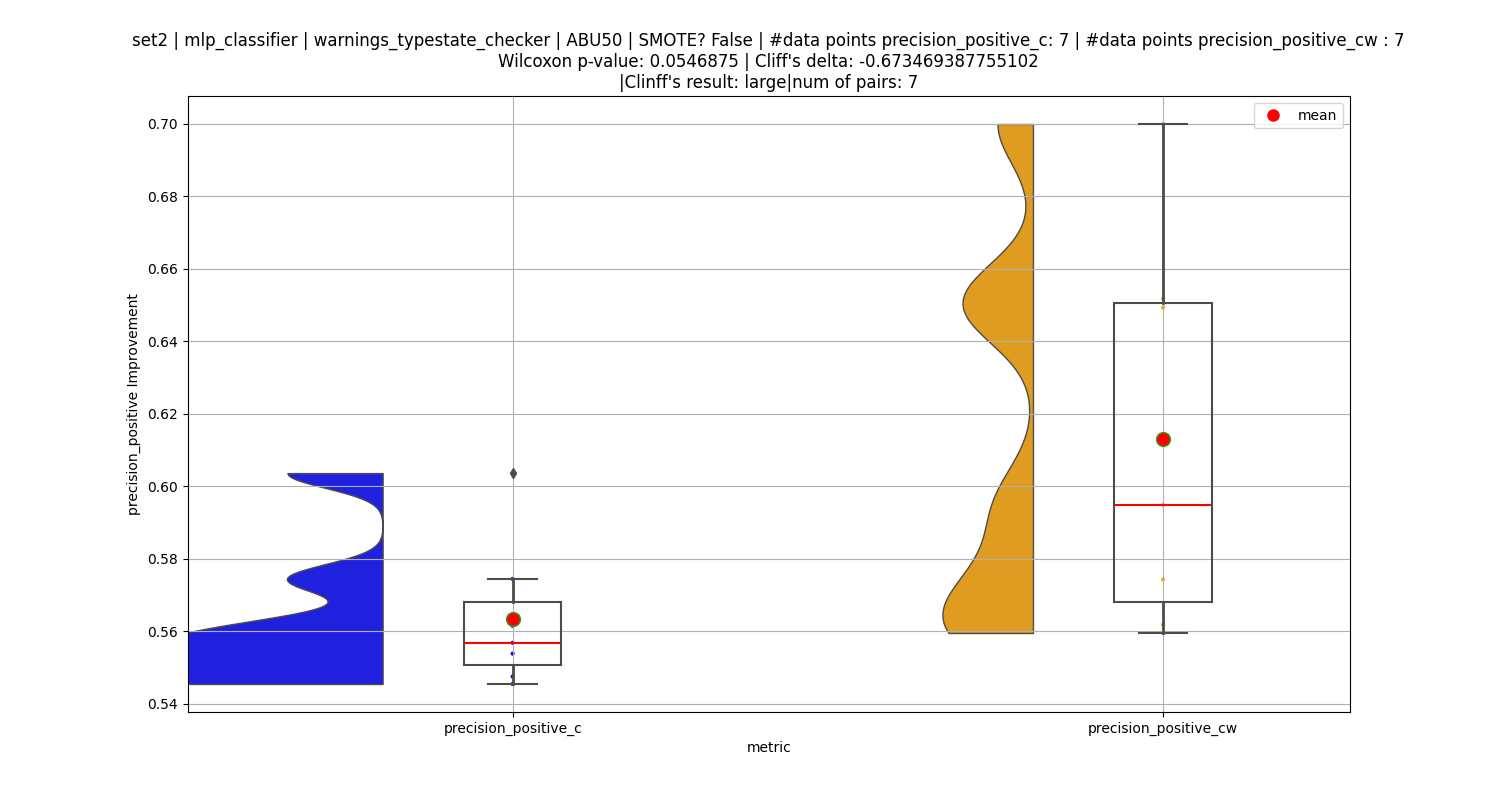 set2 | mlp_classifier | warnings_typestate_checker | ABU50 | SMOTE? False | #data points precision_positive_c: 7 | #data points precision_positive_cw : 7
Wilcoxon p-value: 0.0546875 | Cliff's delta: -0.673469387755102
|Clinff's result: large|num of pairs: 7
mean
0.70
0.68
0.66
0.64
0.62
0.60
0.58
0.56
0.54
precision_positive Improvement
precision_positive_c
precision_positive_cw
metric